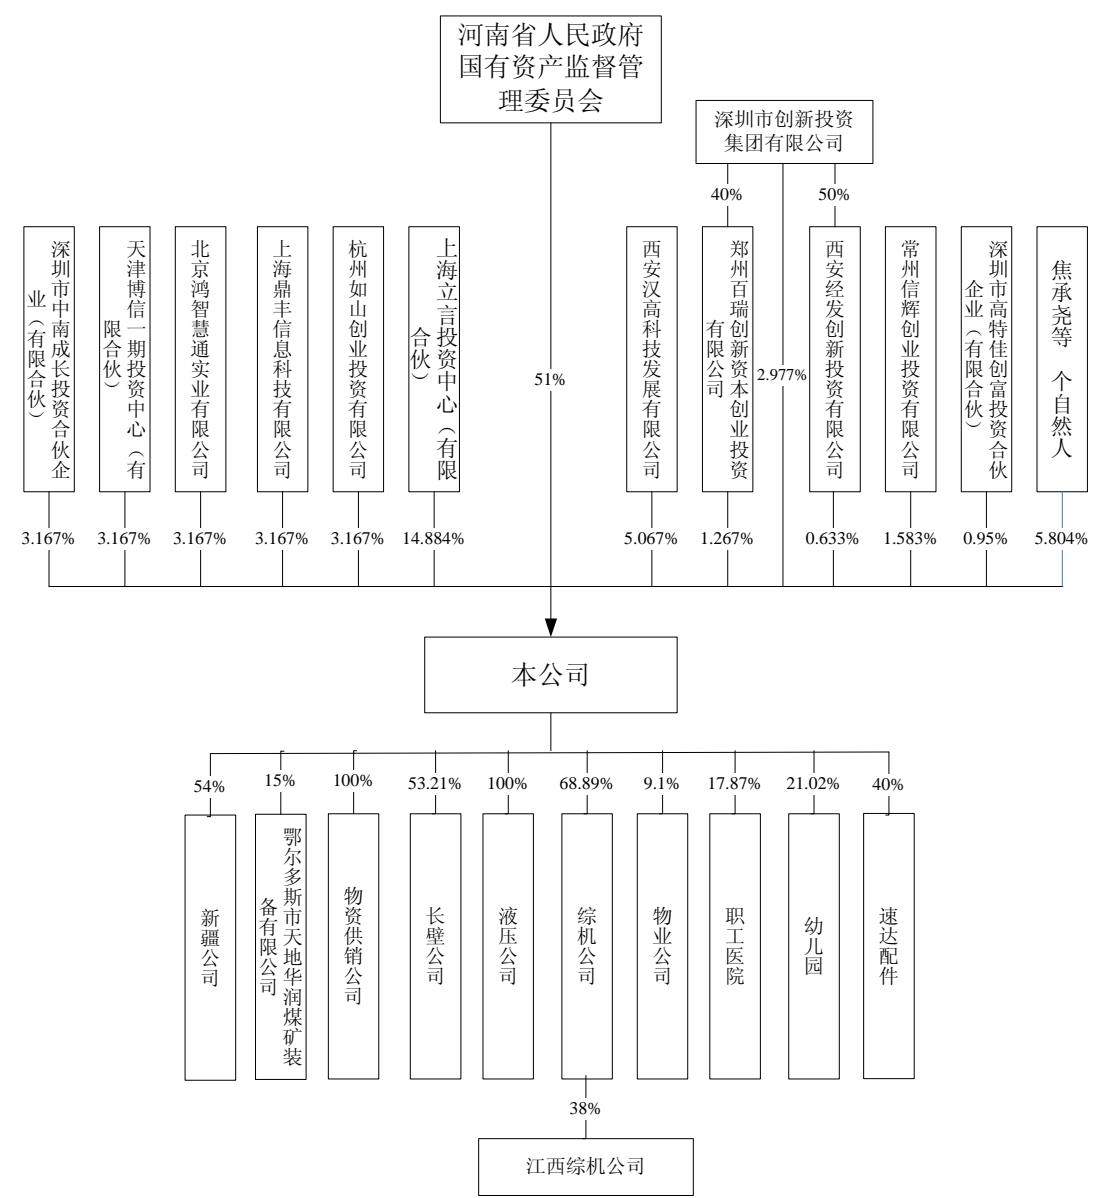 河南省人民政府
国有资产监督管
理委员会
深圳市创新投资
集团有限公司
40%
50%
深圳市中南成长投资合伙企
业（有限合伙）
天津博信一期投资中心（有
限合伙）
北京鸿智慧通实业有限公司
上海鼎丰信息科技有限公司
杭州如山创业投资有限公司
上海立言投资中心（有限
合伙）
51%
西安汉高科技发展有限公司
郑州百瑞创新资本创业投资
有限公司
2.977%
西安经发创新投资有限公司
常州信辉创业投资有限公司
深圳市高特佳创富投资合伙
企业（有限合伙）
焦承尧等 个自然人
3.167%
3.167%
3.167%
3.167%
3.167%
14.884%
5.067%
1.267%
0.633%
1.583%
0.95%
5.804%
本公司
54%
15%
100%
53.21%
100%
68.89%
9.1%
17.87%
21.02%
40%
新疆公司
鄂尔多斯市天地华润煤矿装
备有限公司
物资供销公司
长壁公司
液压公司
综机公司
物业公司
职工医院
幼儿园
速达配件
38%
江西综机公司